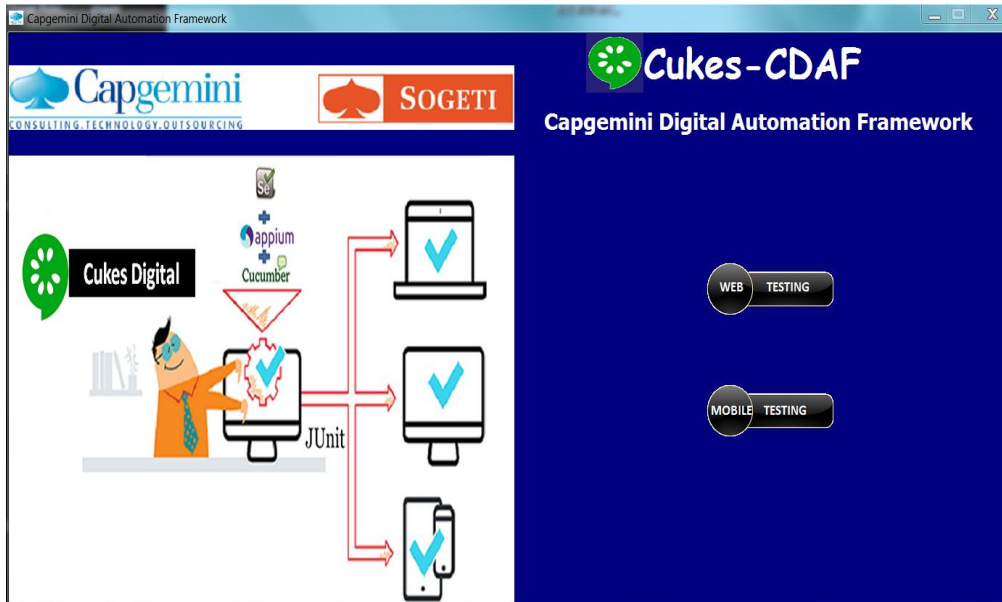 Capgemini Digital Automation Framework
Capgemini
CONSULTING.TECHNOLOGY.OUTSOURCING
SOGETI
Cukes-CDAF
Capgemini Digital Automation Framework
Se
appium
Cucumber
Cukes Digital
JUnit
WEB TESTING
MOBILE TESTING